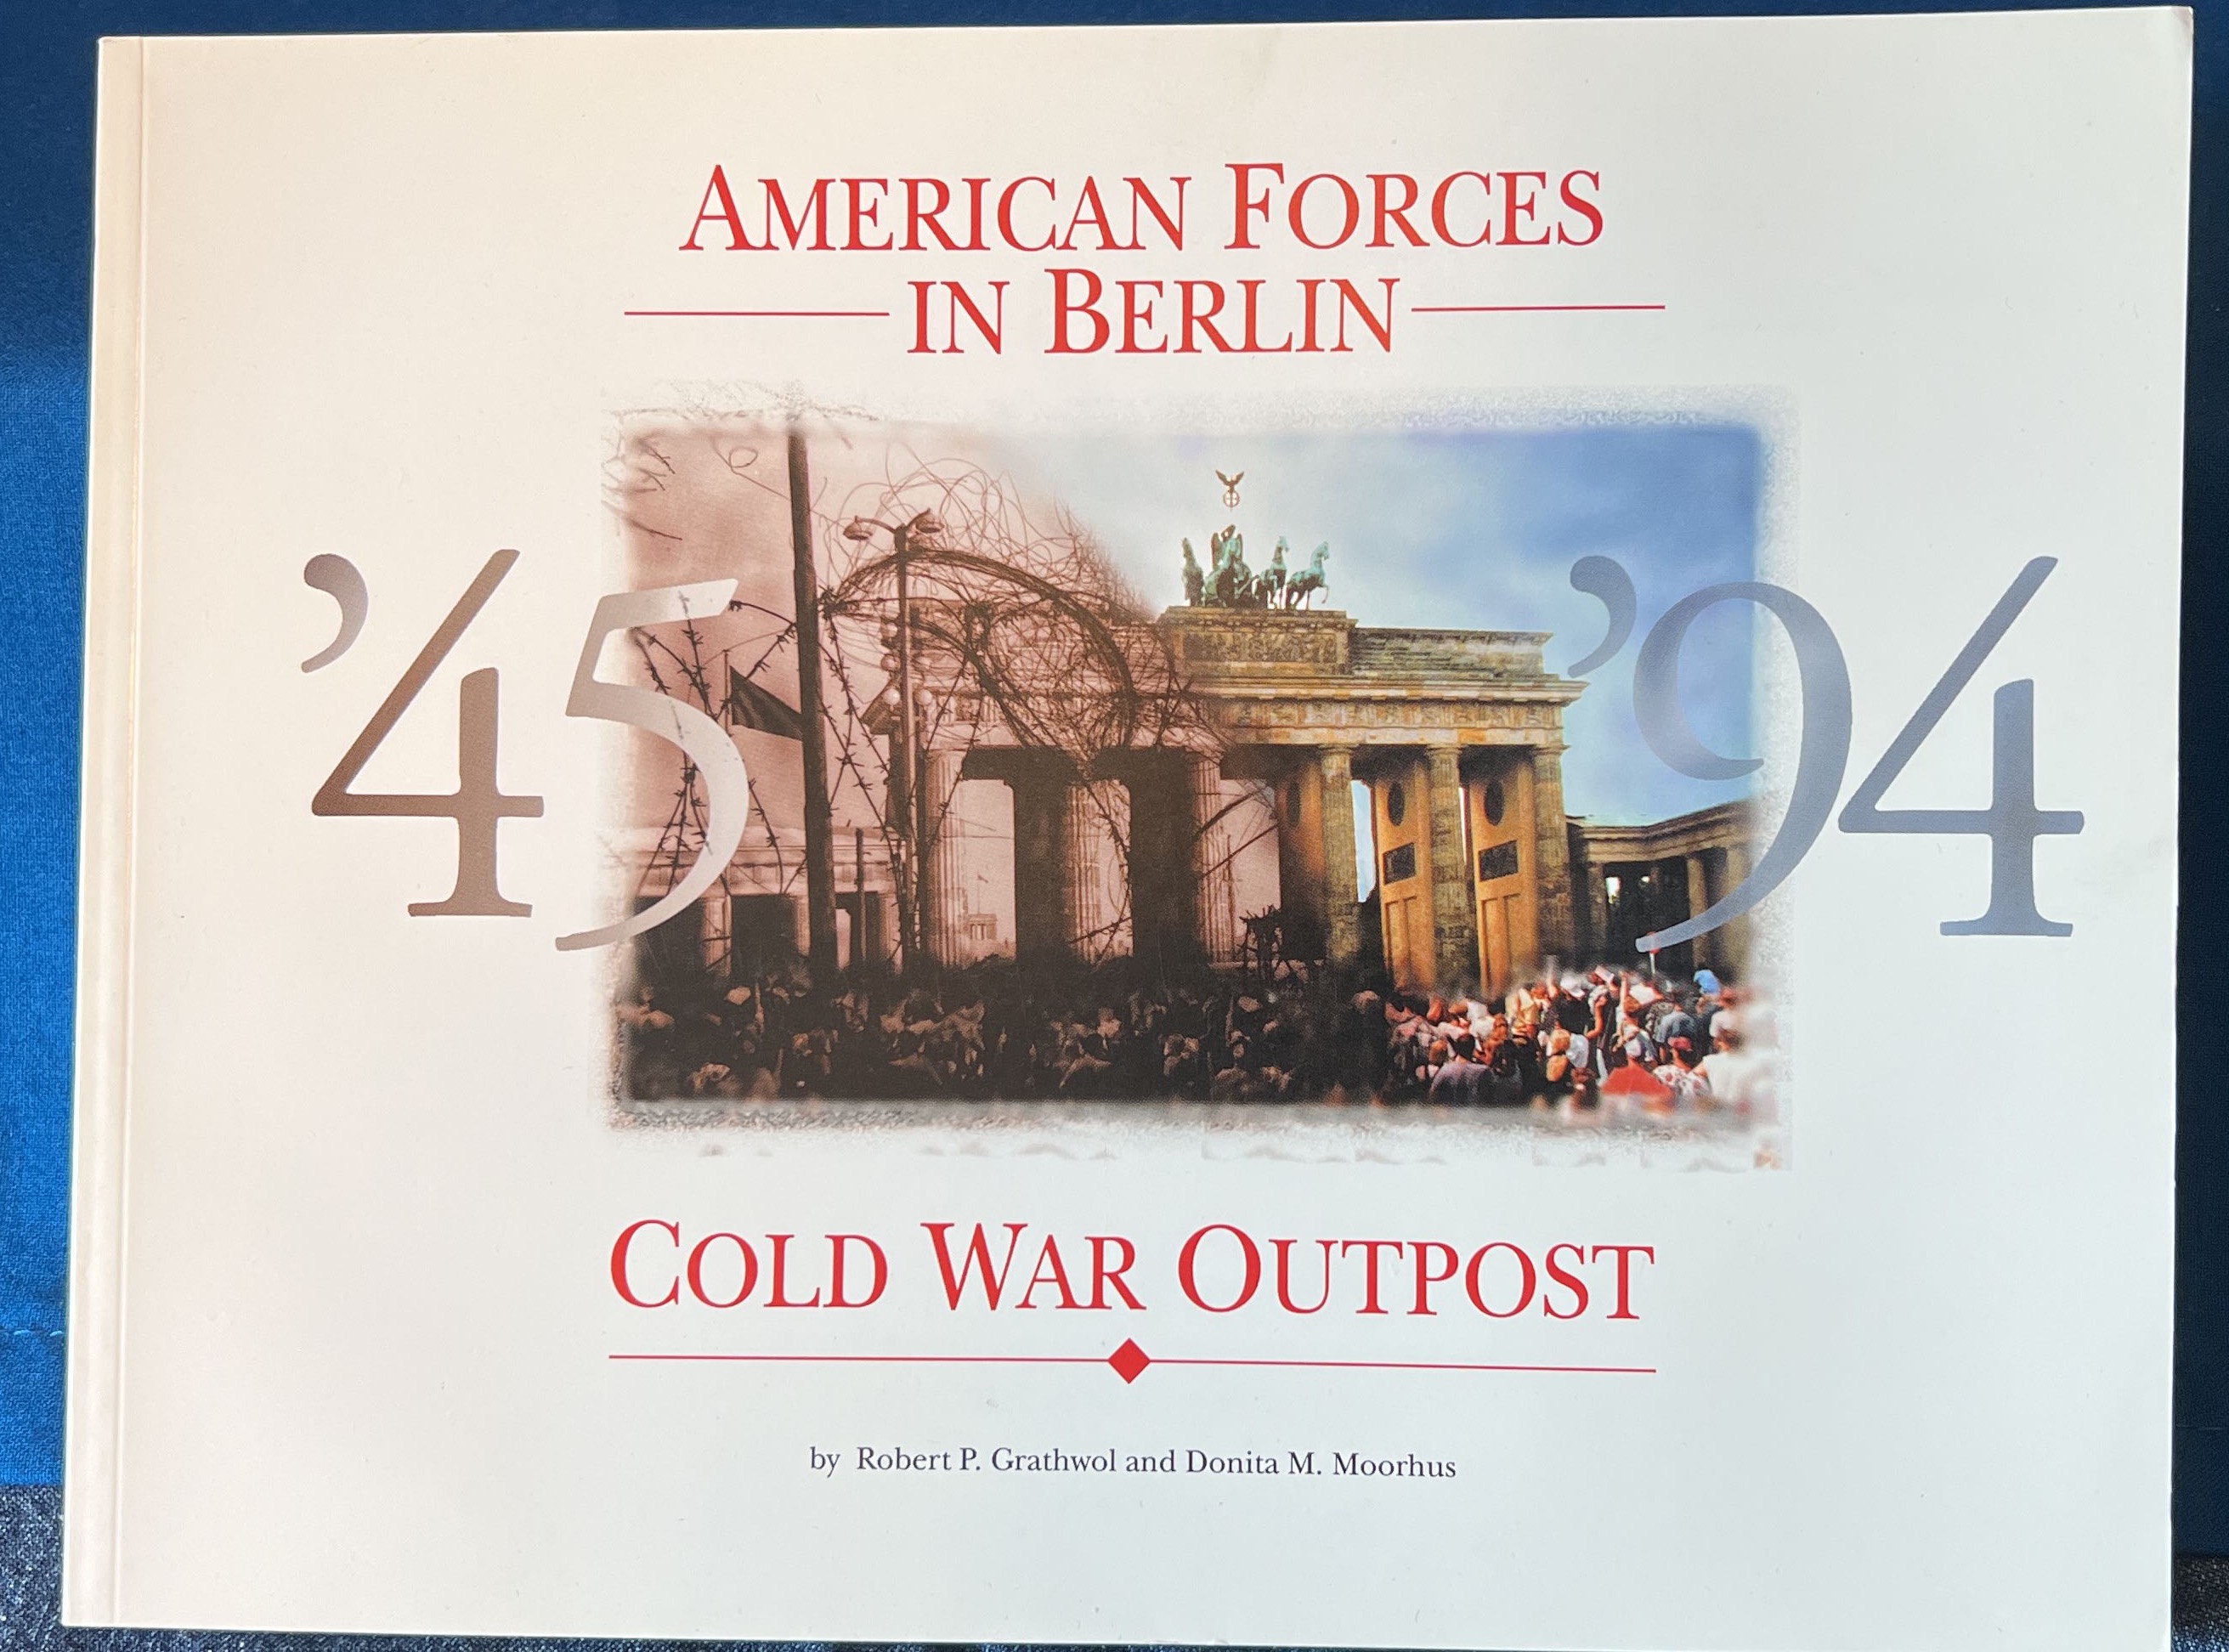 AMERICAN FORCES
IN BERLIN
’45
’94
COLD WAR OUTPOST
by Robert P. Grathwol and Donita M. Moorhus